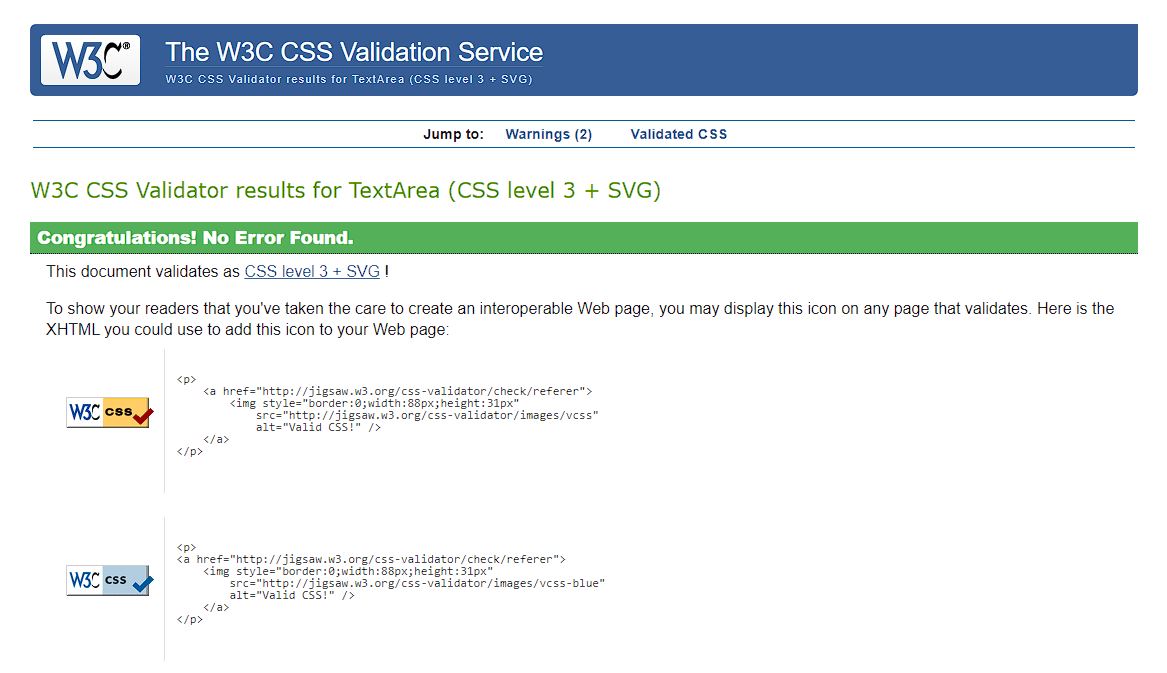 W3C® The W3C CSS Validation Service
W3C CSS Validator results for TextArea (CSS level 3 + SVG)
Jump to: Warnings (2) Validated CSS
W3C CSS Validator results for TextArea (CSS level 3 + SVG)
Congratulations! No Error Found.
This document validates as CSS level 3 + SVG !
To show your readers that you've taken the care to create an interoperable Web page, you may display this icon on any page that validates. Here is the
XHTML you could use to add this icon to your Web page:
W3C css
<p>
    <a href="http://jigsaw.w3.org/css-validator/check/referer">
        <img style="border:0;width:88px;height:31px"
            src="http://jigsaw.w3.org/css-validator/images/vcss"
            alt="Valid CSS!" />
    </a>
</p>
W3C css
<p>
<a href="http://jigsaw.w3.org/css-validator/check/referer">
    <img style="border:0;width:88px;height:31px"
        src="http://jigsaw.w3.org/css-validator/images/vcss-blue"
        alt="Valid CSS!" />
    </a>
</p>